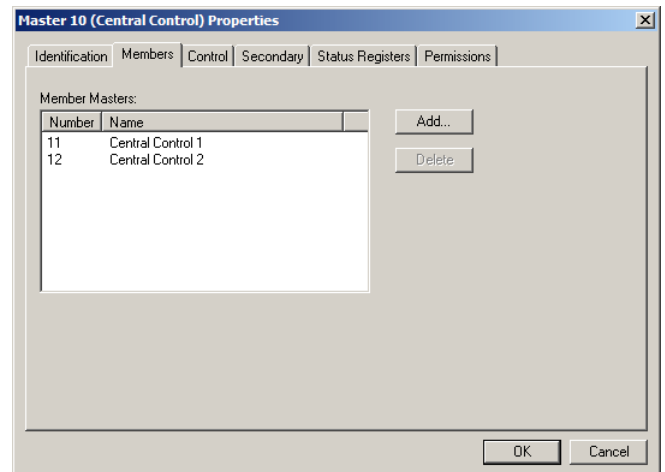 Master 10 (Central Control) Properties
Identification Members Control Secondary Status Registers Permissions
Member Masters:
Number Name
Add...
11 Central Control 1
12 Central Control 2
Delete
OK Cancel